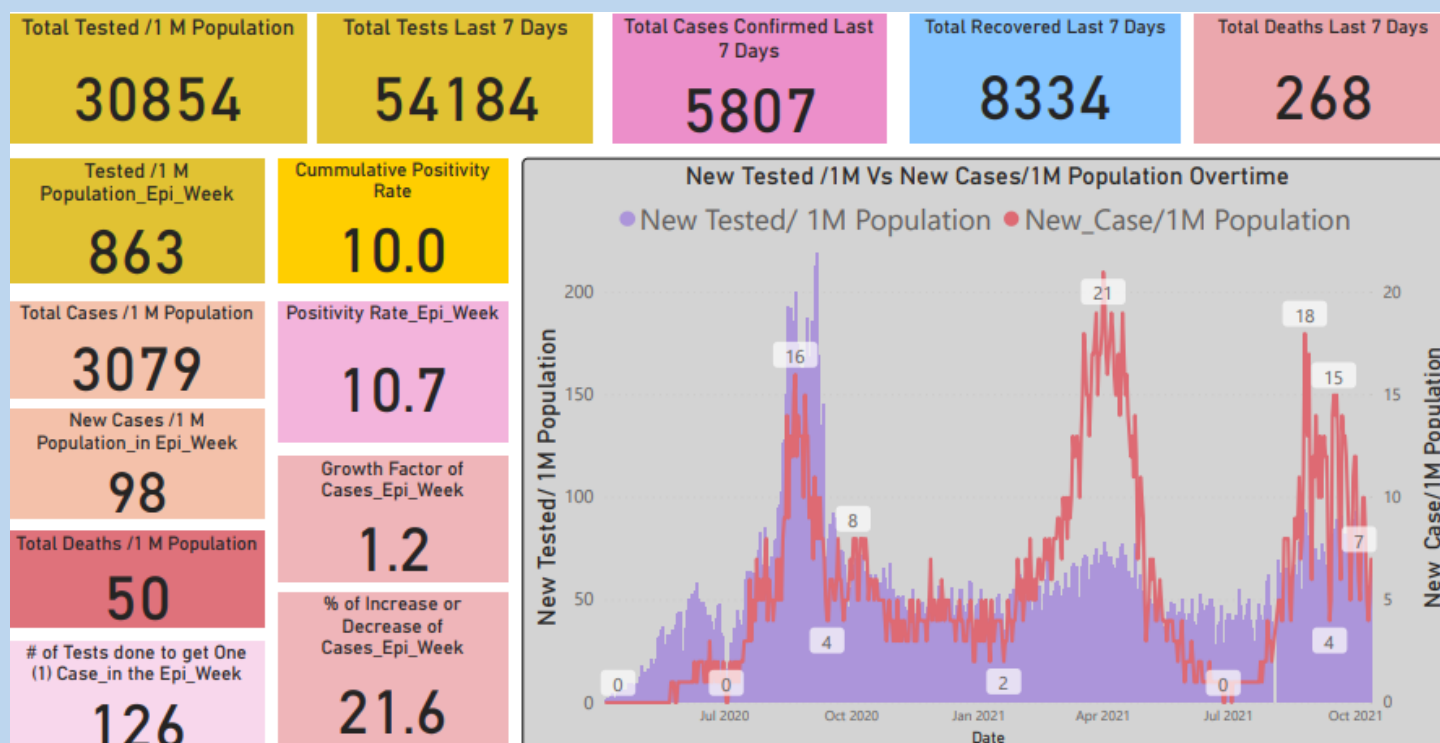 Total Tested /1 M Population
30854
Total Tests Last 7 Days
54184
Total Cases Confirmed Last
7 Days
5807
Total Recovered Last 7 Days
8334
Total Deaths Last 7 Days
268
Tested /1 M
Population_Epi_Week
863
Cummulative Positivity
Rate
10.0
Total Cases /1 M Population
3079
Positivity Rate_Epi_Week
10.7
New Cases /1 M
Population_in Epi_Week
98
Growth Factor of
Cases_Epi_Week
1.2
Total Deaths /1 M Population
50
% of Increase or
Decrease of
Cases_Epi_Week
21.6
# of Tests done to get One
(1) Case_in the Epi_Week
126
New Tested /1M Vs New Cases/1M Population Overtime
New Tested/ 1M Population
New_Case/1M Population
New Tested/ 1M Population
200
150
100
50
0
0
0
16
4
8
2
21
0
18
15
4
7
20
15
10
5
0
New_Case/1M Population
Jul 2020
Oct 2020
Jan 2021
Apr 2021
Jul 2021
Oct 2021
Date